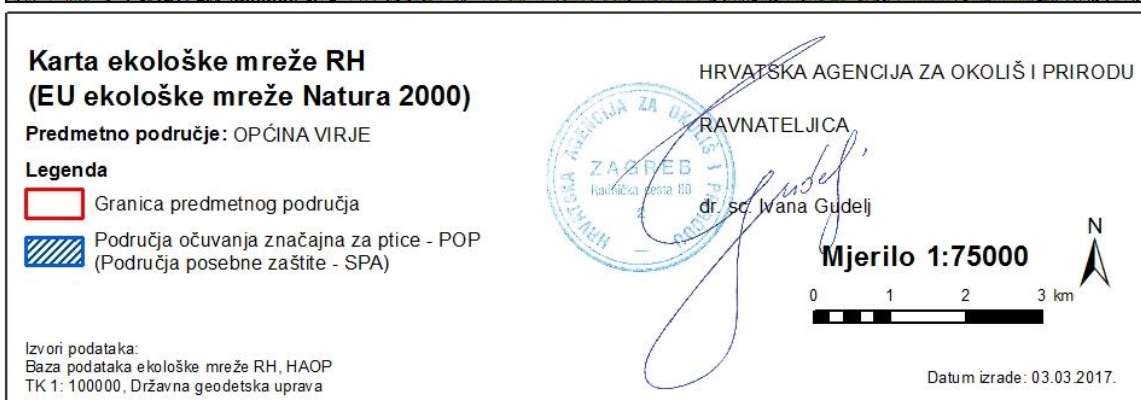 Karta ekološke mreže RH
(EU ekološke mreže Natura 2000)
Predmetno područje: OPĆINA VIRJE
Legenda
Granica predmetnog područja
Područja očuvanja značajna za ptice - POP
(Područja posebne zaštite - SPA)
Izvori podataka:
Baza podataka ekološke mreže RH, HAOP
TK 1: 100000, Državna geodetska uprava
HRVATSKA AGENCIJA ZA OKOLIŠ I PRIRODU
RAVNATELJICA
dr. sc. Ivana Gudelj
HRVATSKA AGENCIJA ZA OKOLIŠ I PRIRODU
ZAGREB
Radnička cesta 80
2
Mjerilo 1:75000
N
0 1 2 3 km
Datum izrade: 03.03.2017.